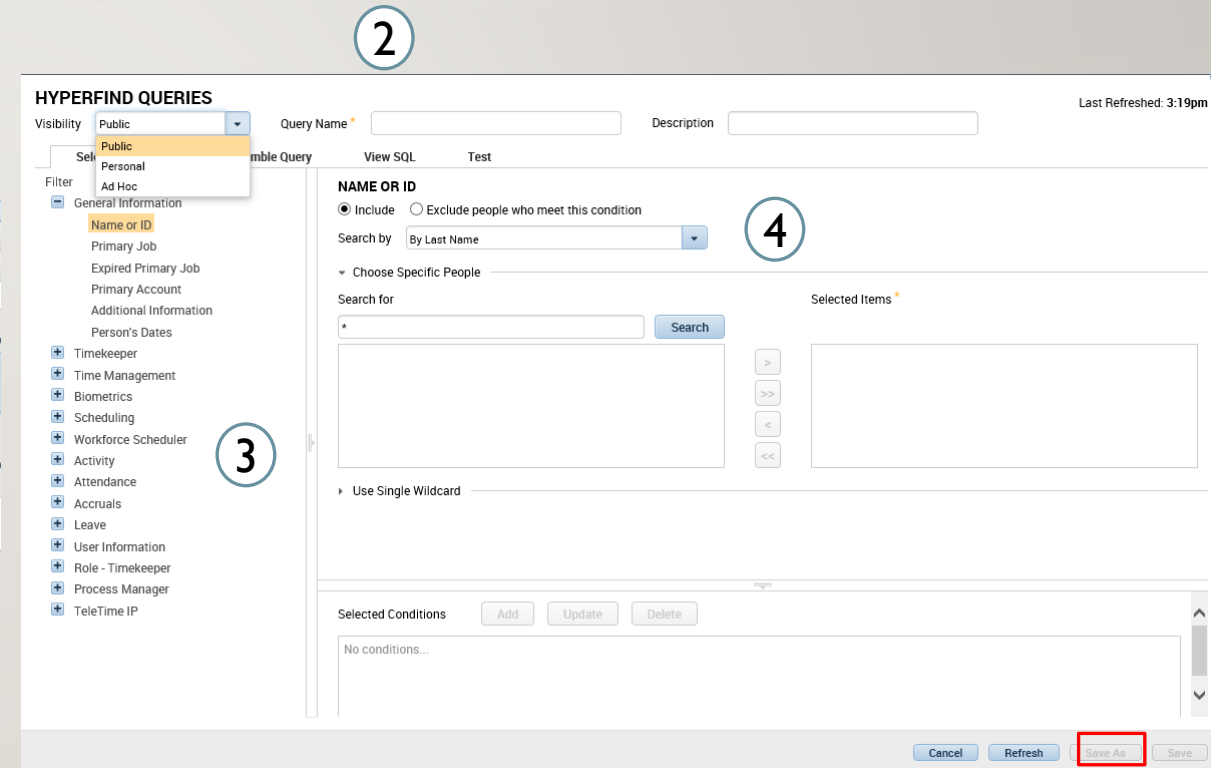 2
HYPERFIND QUERIES
Last Refreshed: 3:19pm
Visibility Public Query Name * Description
Public
Personal
Ad Hoc
Sel mble Query View SQL Test
Filter
General Information
Name or ID
Primary Job
Expired Primary Job
Primary Account
Additional Information
Person's Dates
Timekeeper
Time Management
Biometrics
Scheduling
Workforce Scheduler
Activity
Attendance
Accruals
Leave
User Information
Role - Timekeeper
Process Manager
TeleTime IP
3
NAME OR ID
Include Exclude people who meet this condition
Search by By Last Name
4
Choose Specific People
Search for Selected Items *
* Search
>
>>
<
<<
Use Single Wildcard
Selected Conditions Add Update Delete
No conditions...
Cancel Refresh Save As Save